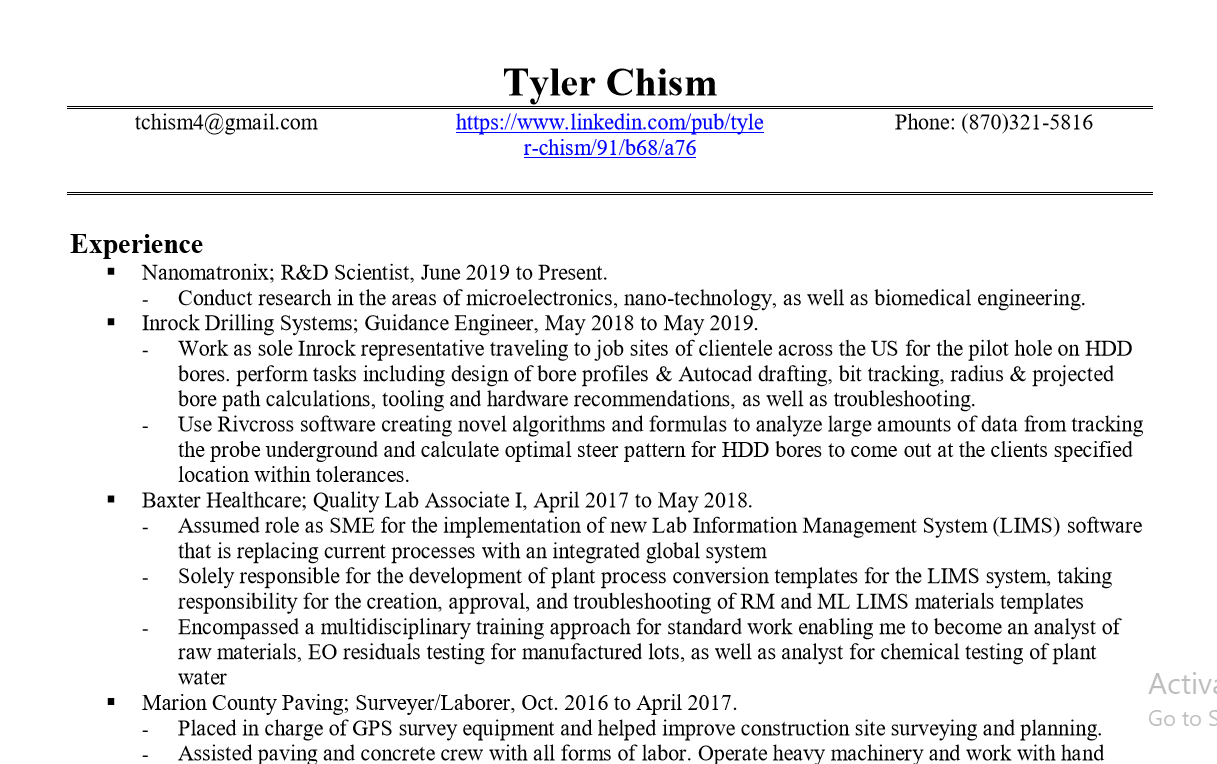 Tyler Chism
tchism4@gmail.com https://www.linkedin.com/pub/tyle Phone: (870)321-5816
r-chism/91/b68/a76
Experience
▪ Nanomatronix; R&D Scientist, June 2019 to Present.
- Conduct research in the areas of microelectronics, nano-technology, as well as biomedical engineering.
▪ Inrock Drilling Systems; Guidance Engineer, May 2018 to May 2019.
- Work as sole Inrock representative traveling to job sites of clientele across the US for the pilot hole on HDD
bores. perform tasks including design of bore profiles & Autocad drafting, bit tracking, radius & projected
bore path calculations, tooling and hardware recommendations, as well as troubleshooting.
- Use Rivcross software creating novel algorithms and formulas to analyze large amounts of data from tracking
the probe underground and calculate optimal steer pattern for HDD bores to come out at the clients specified
location within tolerances.
▪ Baxter Healthcare; Quality Lab Associate I, April 2017 to May 2018.
- Assumed role as SME for the implementation of new Lab Information Management System (LIMS) software
that is replacing current processes with an integrated global system
- Solely responsible for the development of plant process conversion templates for the LIMS system, taking
responsibility for the creation, approval, and troubleshooting of RM and ML LIMS materials templates
- Encompassed a multidisciplinary training approach for standard work enabling me to become an analyst of
raw materials, EO residuals testing for manufactured lots, as well as analyst for chemical testing of plant
water
▪ Marion County Paving; Surveyer/Laborer, Oct. 2016 to April 2017.
- Placed in charge of GPS survey equipment and helped improve construction site surveying and planning.
- Assisted paving and concrete crew with all forms of labor. Operate heavy machinery and work with hand
Activa
Go to S